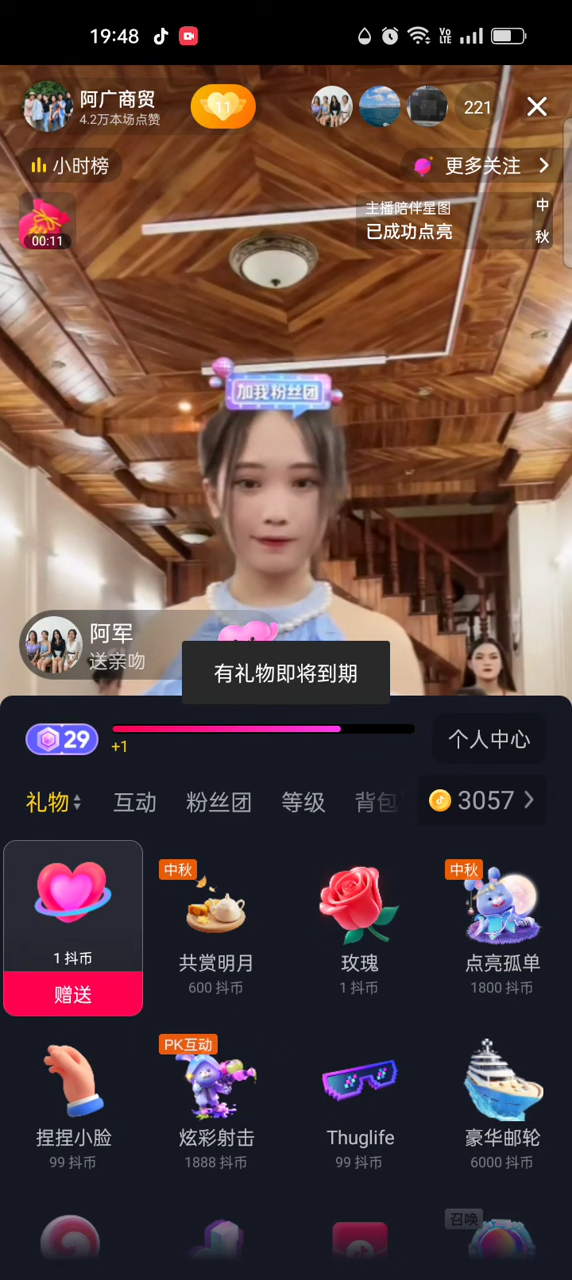 19:48
Vo
LTE
阿广商贸
4.2万本场点赞
11
221
小时榜
更多关注
00:11
主播陪伴星图
已成功点亮
中
秋
加我粉丝团
阿军
送亲吻
有礼物即将到期
29
+1
个人中心
礼物
互动
粉丝团
等级
背包
3057
1 抖币
赠送
中秋
共赏明月
600 抖币
玫瑰
1 抖币
中秋
点亮孤单
1800 抖币
捏捏小脸
99 抖币
PK互动
炫彩射击
1888 抖币
Thuglife
99 抖币
豪华邮轮
6000 抖币
召唤